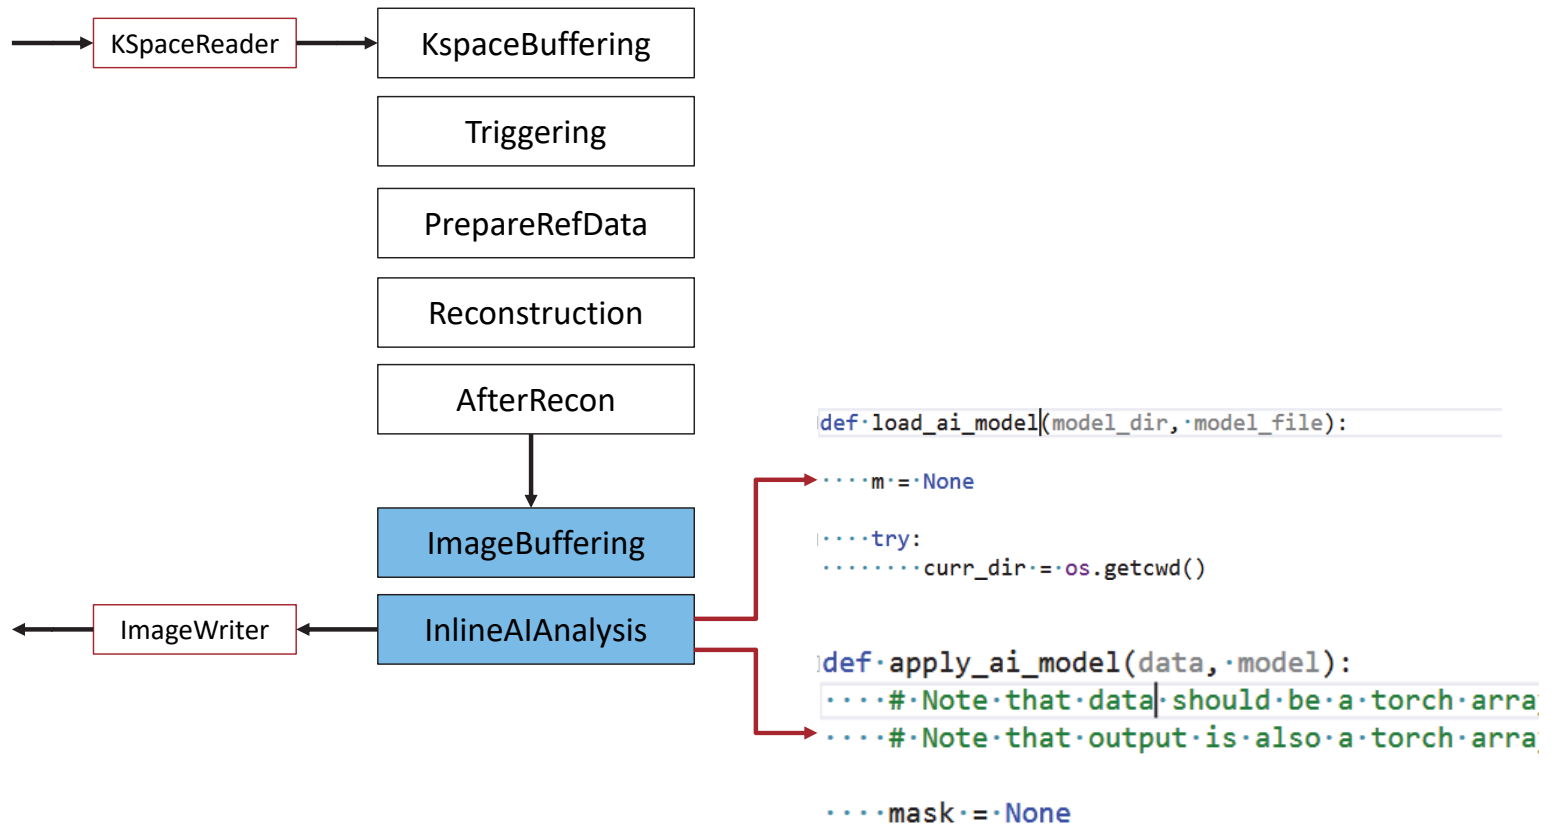 KSpaceReader
KspaceBuffering
Triggering
PrepareRefData
Reconstruction
AfterRecon
ImageBuffering
ImageWriter
InlineAIAnalysis
def load_ai_model(model_dir, model_file):
m = None
try:
curr_dir = os.getcwd()
def apply_ai_model(data, model):
# Note that data should be a torch
# Note that output is also a torch
mask = None